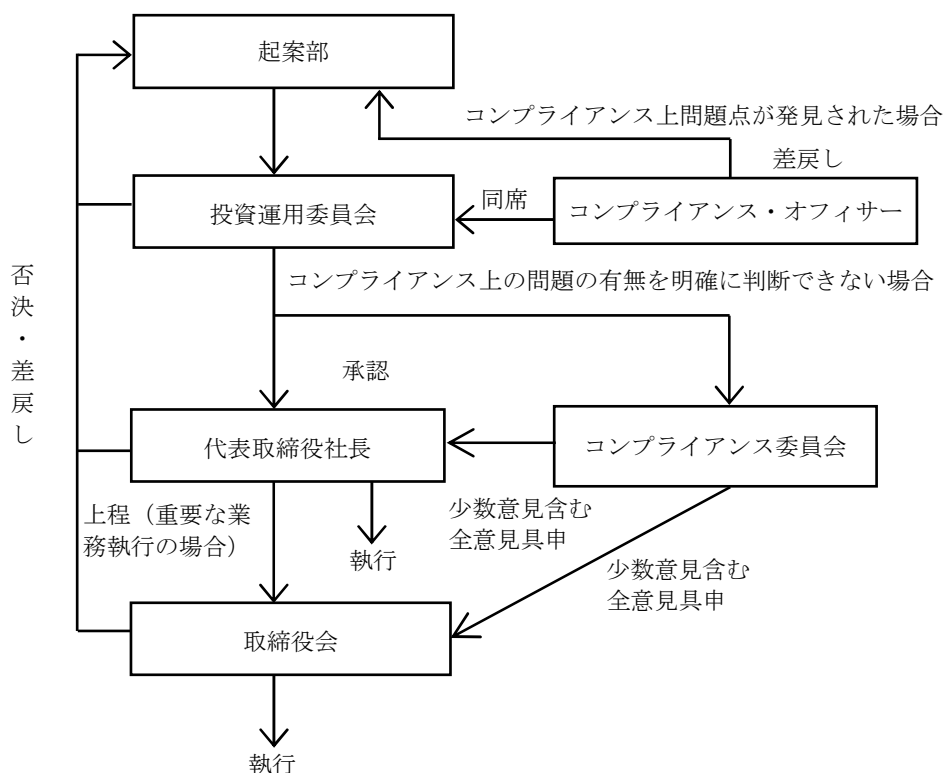 起案部
コンプライアンス上問題点が発見された場合
差戻し
投資運用委員会
同席
コンプライアンス・オフィサー
コンプライアンス上の問題の有無を明確に判断できない場合
否決・差戻し
承認
代表取締役社長
コンプライアンス委員会
上程（重要な業
務執行の場合）
少数意見含む
全意見具申
執行
少数意見含む
全意見具申
取締役会
執行